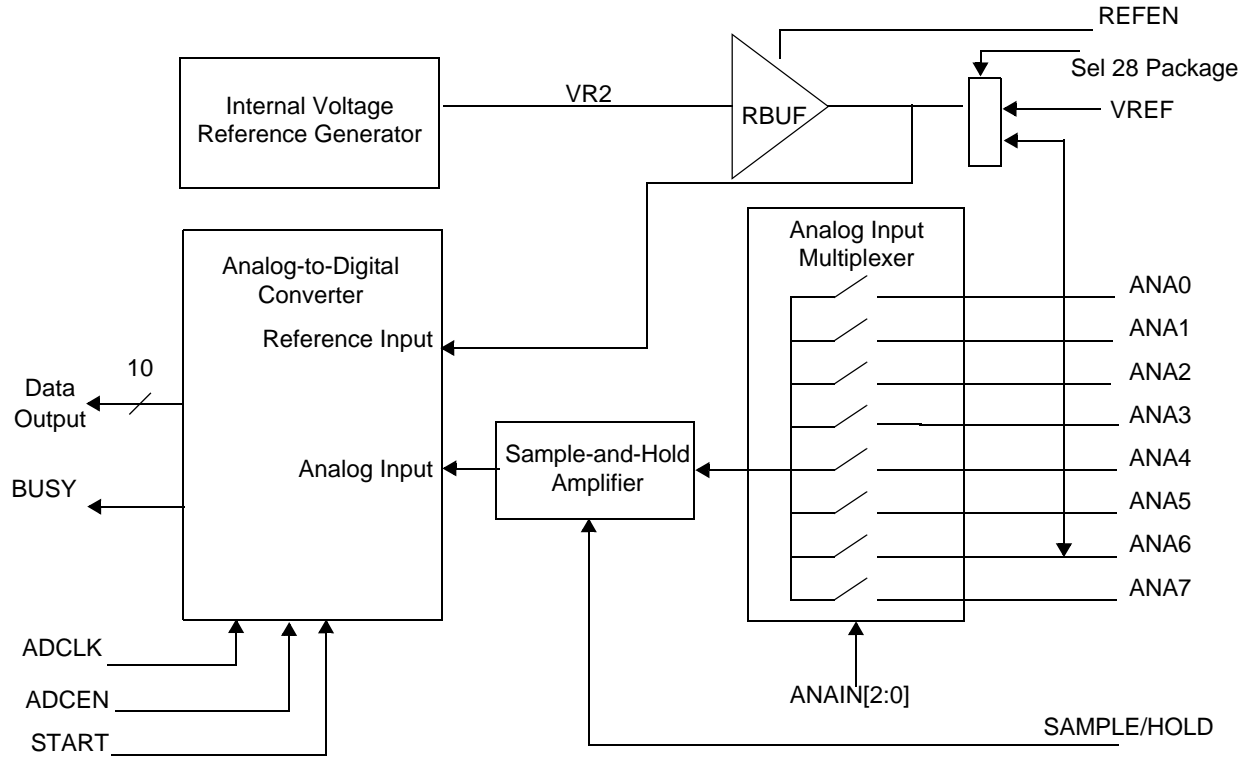 REFEN
Sel 28 Package
Internal Voltage
Reference Generator
VR2
RBUF
VREF
Analog Input
Multiplexer
Analog-to-Digital
Converter
Reference Input
ANA0
ANA1
ANA2
ANA3
ANA4
ANA5
ANA6
ANA7
10
Data
Output
Analog Input
Sample-and-Hold
Amplifier
BUSY
ADCLK
ADCEN
START
ANAIN[2:0]
SAMPLE/HOLD